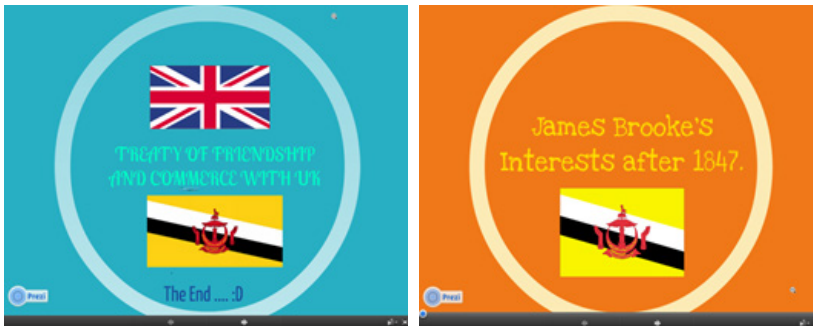 TREATY OF FRIENDSHIP
AND COMMERCE WITH UK
The End .... :D
Prezi
James Brooke's
Interests after 1847.
Prezi